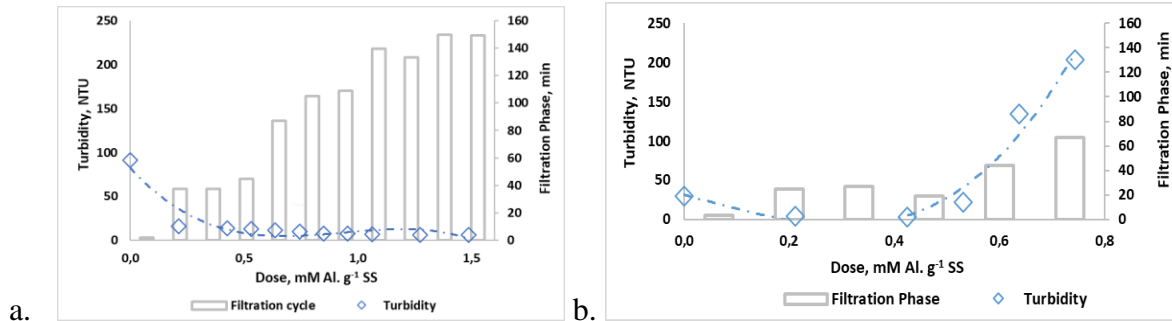 250
200
150
100
50
0
Turbidity, NTU
160
140
120
100
80
60
40
20
0
Filtration Phase, min
0,0 0,5 1,0 1,5
Dose, mM Al. g⁻¹ SS
Filtration cycle Turbidity
a.
250
200
150
100
50
0
Turbidity, NTU
160
140
120
100
80
60
40
20
0
Filtration Phase, min
0,0 0,2 0,4 0,6 0,8
Dose, mM Al. g⁻¹ SS
Filtration Phase Turbidity
b.